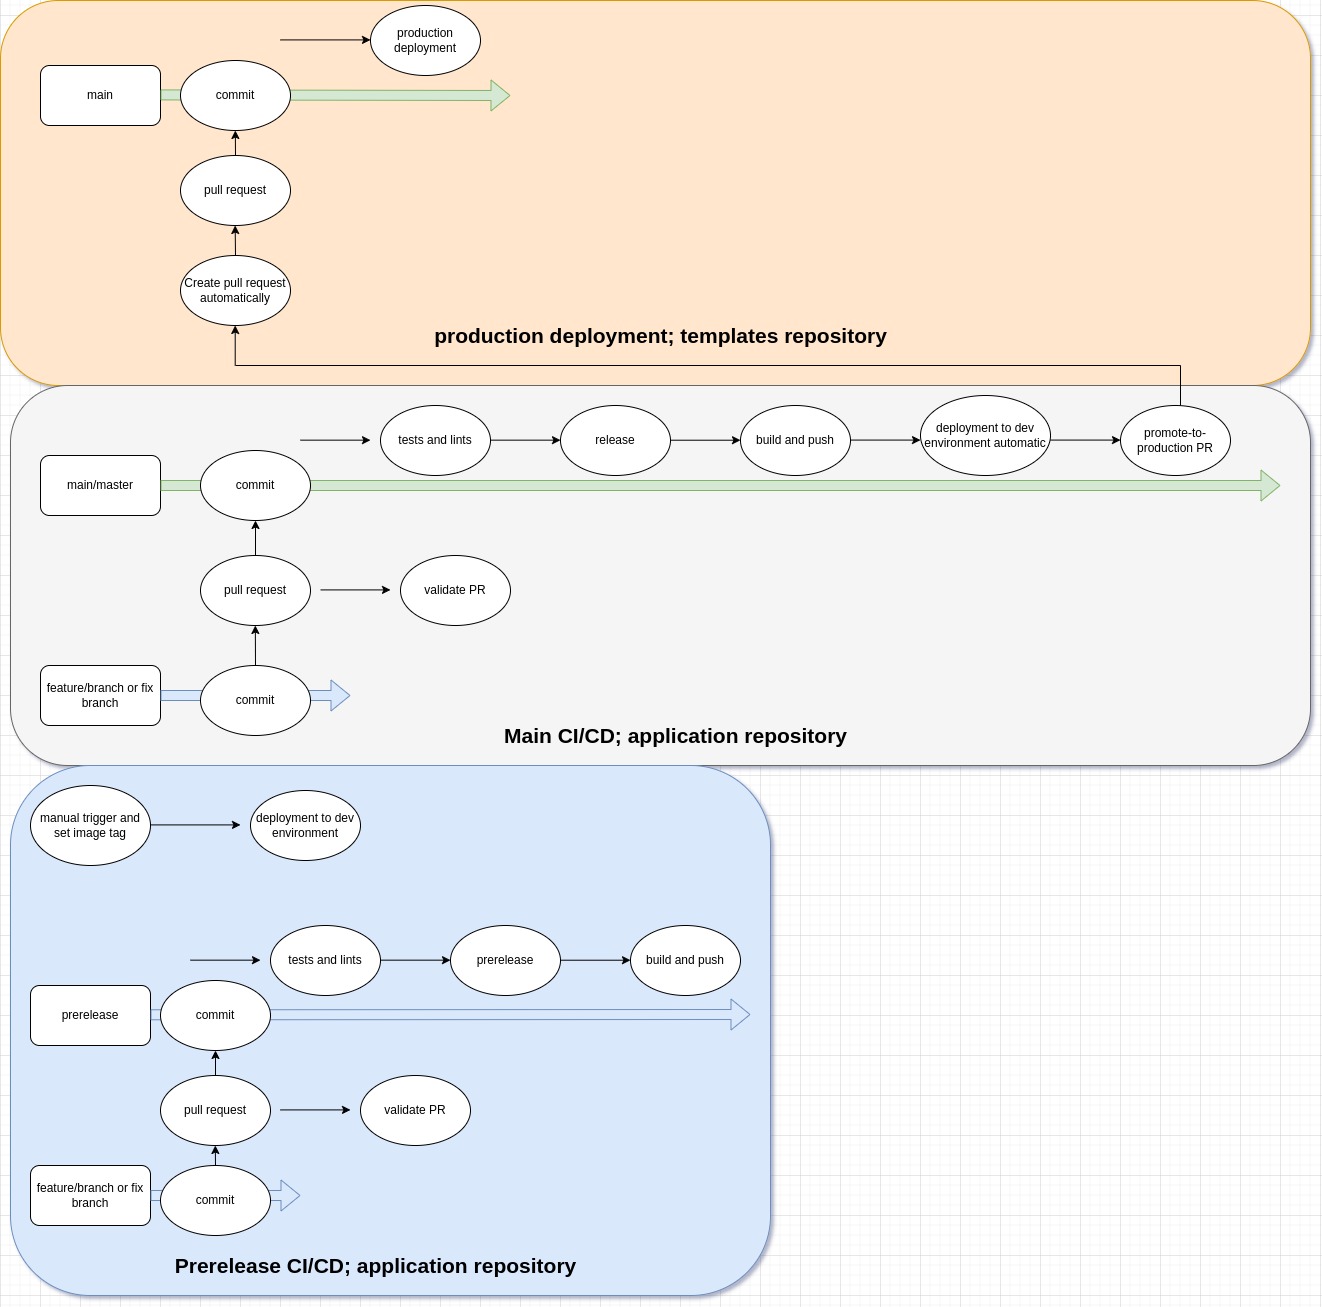 production
deployment
main
commit
pull request
Create pull request
automatically
production deployment; templates repository
tests and lints
release
build and push
deployment to dev
environment automatic
promote-to-
production PR
main/master
commit
pull request
validate PR
feature/branch or fix
branch
commit
Main CI/CD; application repository
manual trigger and
set image tag
deployment to dev
environment
tests and lints
prerelease
build and push
prerelease
commit
pull request
validate PR
feature/branch or fix
branch
commit
Prerelease CI/CD; application repository